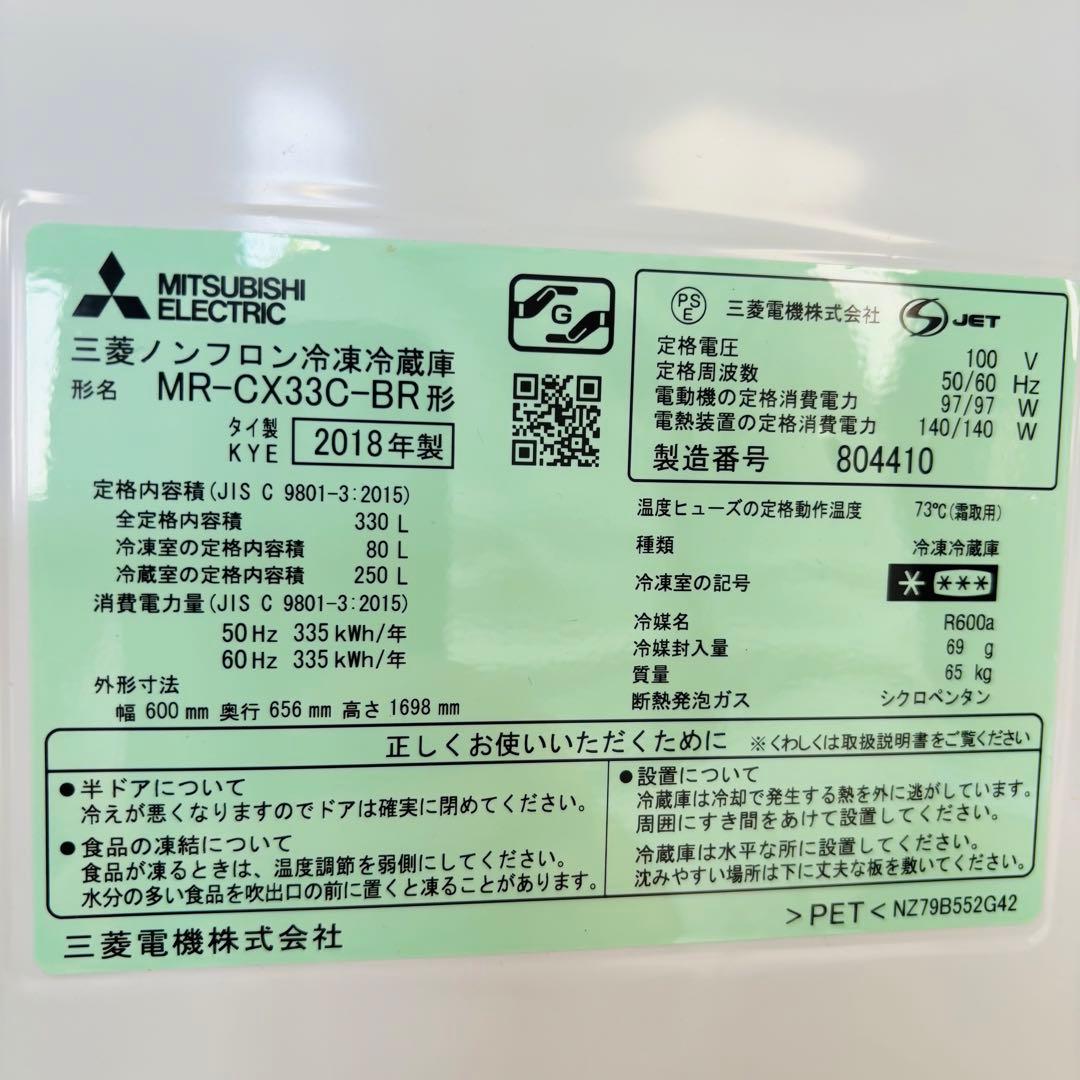 MITSUBISHI
ELECTRIC
三菱ノンフロン冷凍冷蔵庫
形名 MR-CX33C-BR形
タイ製
KYE 2018年製
定格内容積(JIS C 9801-3:2015)
全定格内容積 330 L
冷凍室の定格内容積 80 L
冷蔵室の定格内容積 250 L
消費電力量(JIS C 9801-3:2015)
50Hz 335kWh/年
60Hz 335kWh/年
外形寸法
幅 600mm 奥行 656mm 高さ 1698mm
G
PS
E
三菱電機株式会社 S JET
定格電圧 100 V
定格周波数 50/60 Hz
電動機の定格消費電力 97/97 W
電熱装置の定格消費電力 140/140 W
製造番号 804410
温度ヒューズの定格動作温度 73℃(霜取用)
種類 冷凍冷蔵庫
冷凍室の記号 * ***
冷媒名 R600a
冷媒封入量 69 g
質量 65 kg
断熱発泡ガス シクロペンタン
正しくお使いいただくために ※くわしくは取扱説明書をご覧ください
●半ドアについて
冷えが悪くなりますのでドアは確実に閉めてください。
●食品の凍結について
食品が凍るときは、温度調節を弱側にしてください。
水分の多い食品を吹出口の前に置くと凍ることがあります。
●設置について
冷蔵庫は冷却で発生する熱を外に逃がしています。
周囲にすき間をあけて設置してください。
冷蔵庫は水平な所に設置してください。
沈みやすい場所は下に丈夫な板を敷いてください。
三菱電機株式会社
>PET< NZ79B552G42